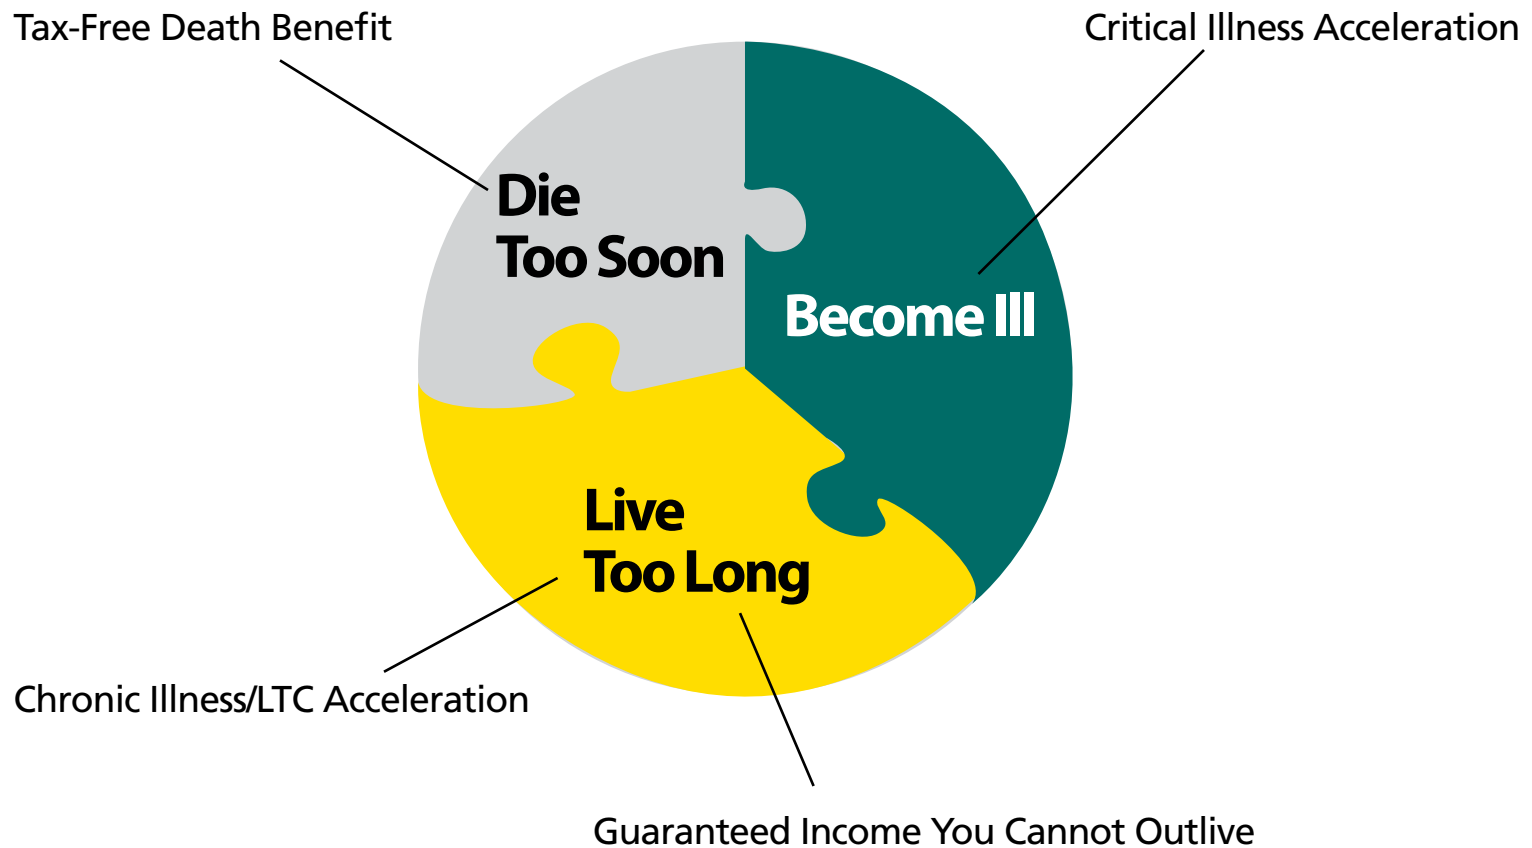 Tax-Free Death Benefit
Critical Illness Acceleration
Die
Too Soon
Become Ill
Live
Too Long
Chronic Illness/LTC Acceleration
Guaranteed Income You Cannot Outlive